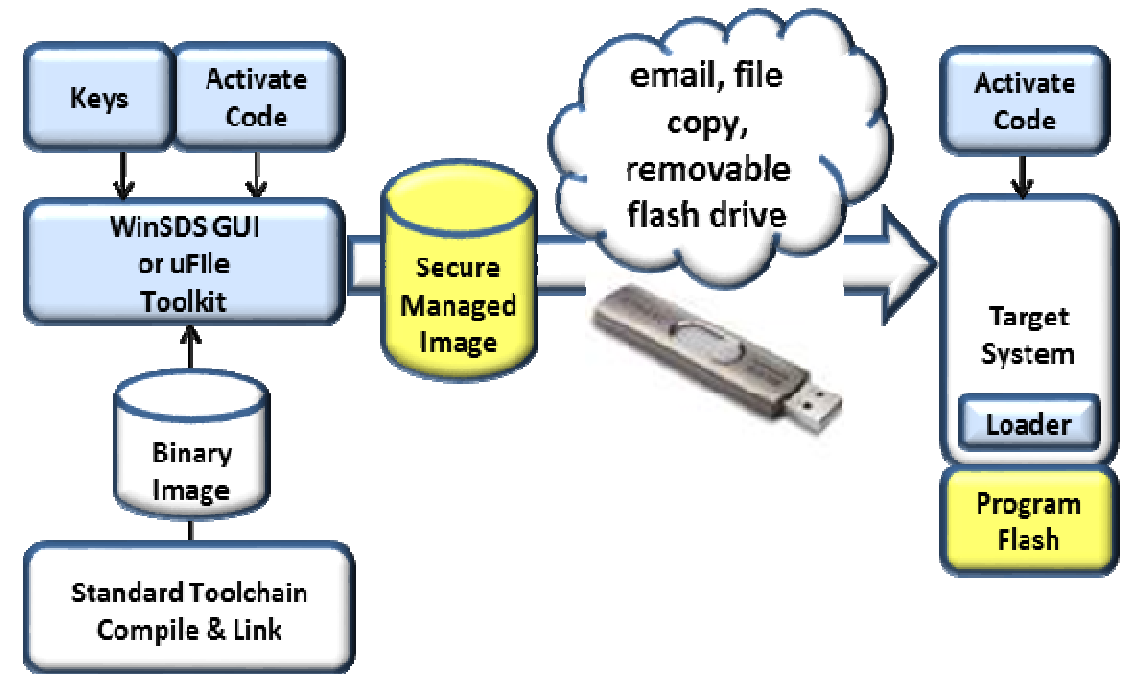 Keys
Activate
Code
WinSDS GUI
or uFIle
Toolkit
Binary
Image
Standard Toolchain
Compile & Link
Secure
Managed
Image
email, file
copy,
removable
flash drive
Activate
Code
Target
System
Loader
Program
Flash